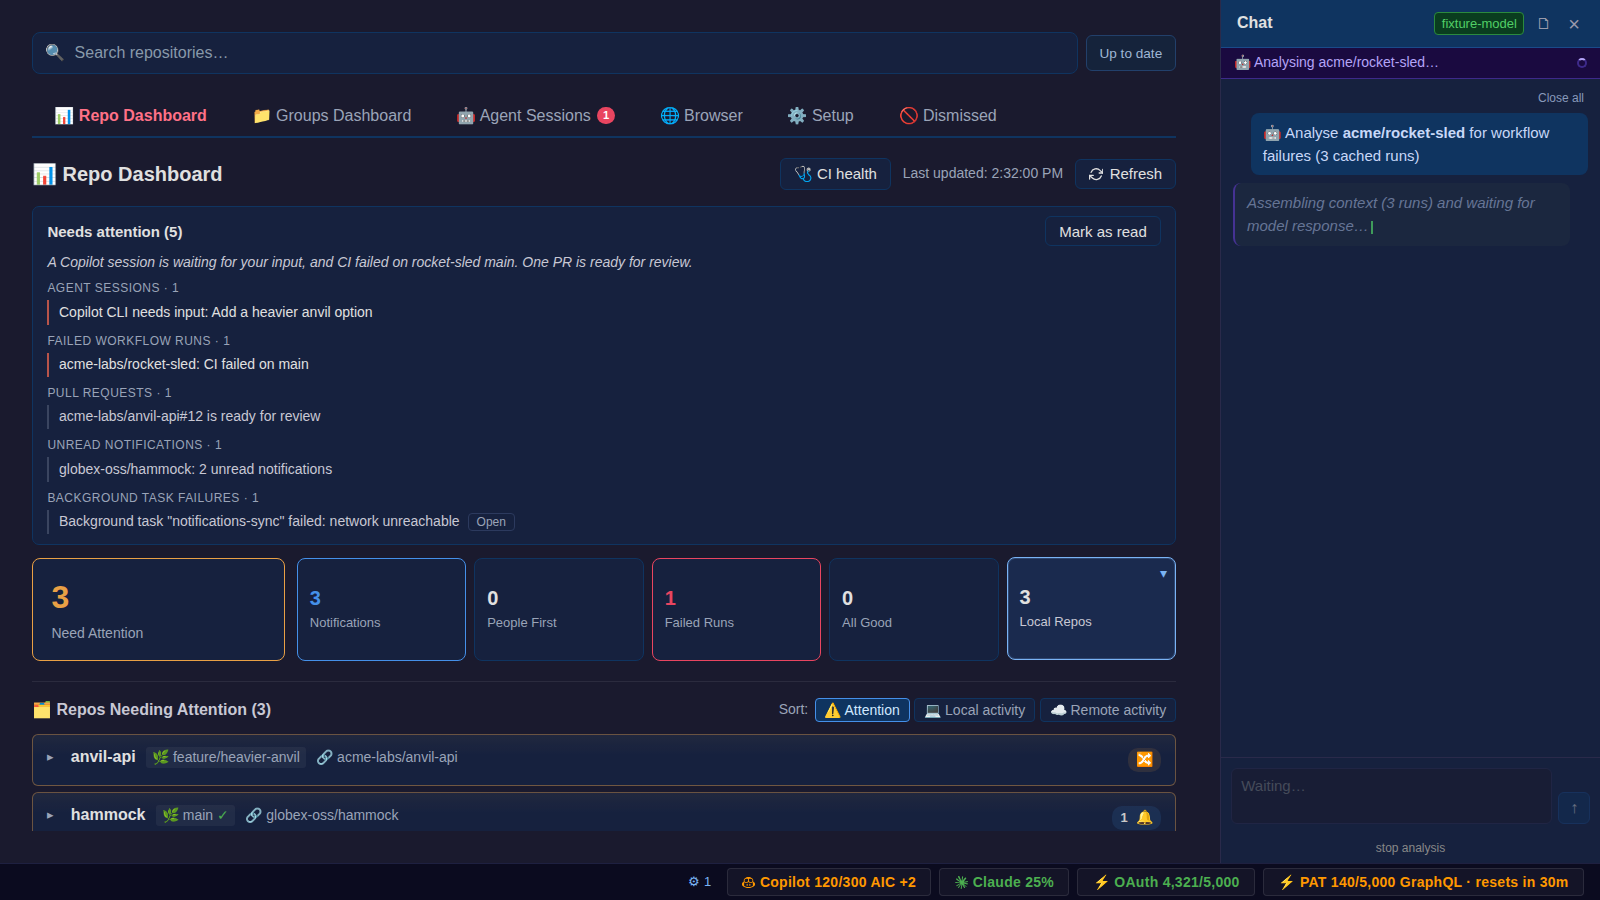 🔍 Search repositories…
Up to date
📊 Repo Dashboard
📁 Groups Dashboard
🤖 Agent Sessions 1
🌐 Browser
⚙️ Setup
🚫 Dismissed
📊 Repo Dashboard
🩺 CI health
Last updated: 2:32:00 PM
Refresh
Needs attention (5)
Mark as read
A Copilot session is waiting for your input, and CI failed on rocket-sled main. One PR is ready for review.
AGENT SESSIONS · 1
Copilot CLI needs input: Add a heavier anvil option
FAILED WORKFLOW RUNS · 1
acme-labs/rocket-sled: CI failed on main
PULL REQUESTS · 1
acme-labs/anvil-api#12 is ready for review
UNREAD NOTIFICATIONS · 1
globex-oss/hammock: 2 unread notifications
BACKGROUND TASK FAILURES · 1
Background task "notifications-sync" failed: network unreachable Open
3
Need Attention
3
Notifications
0
People First
1
Failed Runs
0
All Good
▾
3
Local Repos
🗂️ Repos Needing Attention (3)
Sort: ⚠️ Attention 💻 Local activity ☁️ Remote activity
▸ anvil-api 🌿 feature/heavier-anvil 🔗 acme-labs/anvil-api 🔀
▸ hammock 🌿 main ✓ 🔗 globex-oss/hammock 1 🔔
Chat
fixture-model
🤖 Analysing acme/rocket-sled…
Close all
🤖 Analyse acme/rocket-sled for workflow
failures (3 cached runs)
Assembling context (3 runs) and waiting for
model response…
Waiting…
↑
stop analysis
⚙ 1
Copilot 120/300 AIC +2
Claude 25%
⚡ OAuth 4,321/5,000
⚡ PAT 140/5,000 GraphQL · resets in 30m